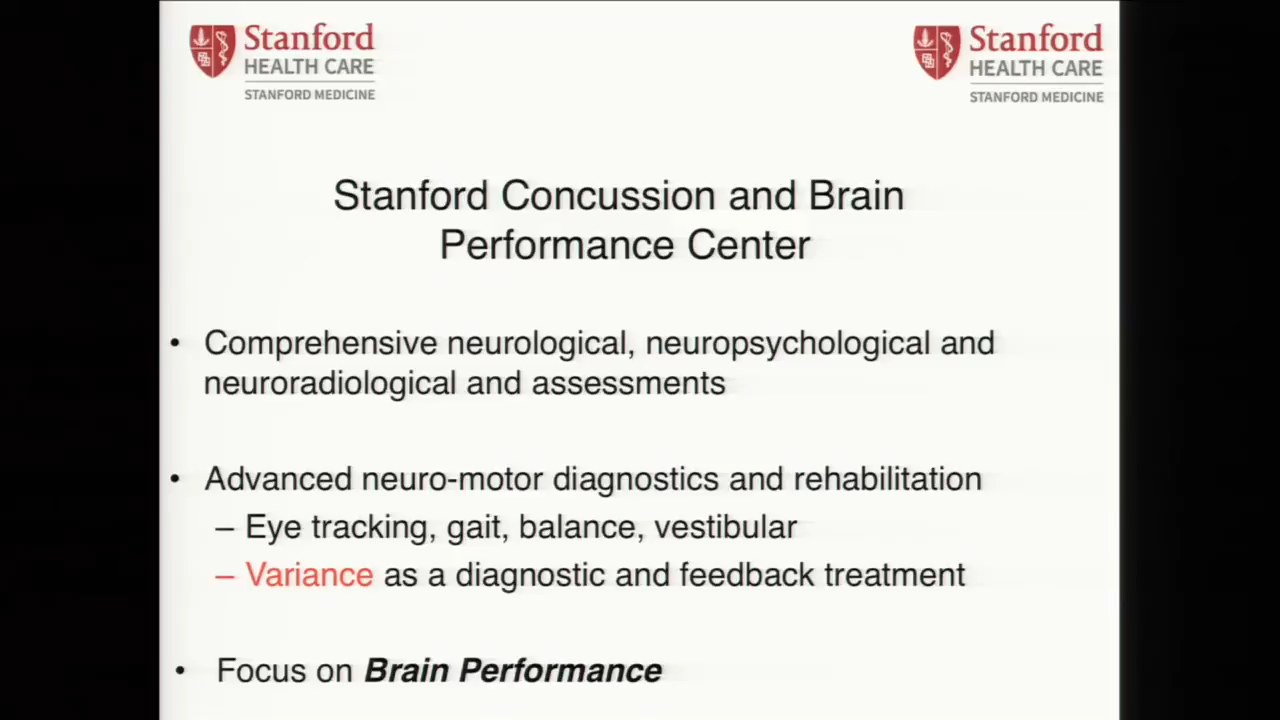 Stanford
HEALTH CARE
STANFORD MEDICINE
Stanford
HEALTH CARE
STANFORD MEDICINE
Stanford Concussion and Brain
Performance Center
• Comprehensive neurological, neuropsychological and
neuroradiological and assessments
• Advanced neuro-motor diagnostics and rehabilitation
– Eye tracking, gait, balance, vestibular
– Variance as a diagnostic and feedback treatment
• Focus on Brain Performance